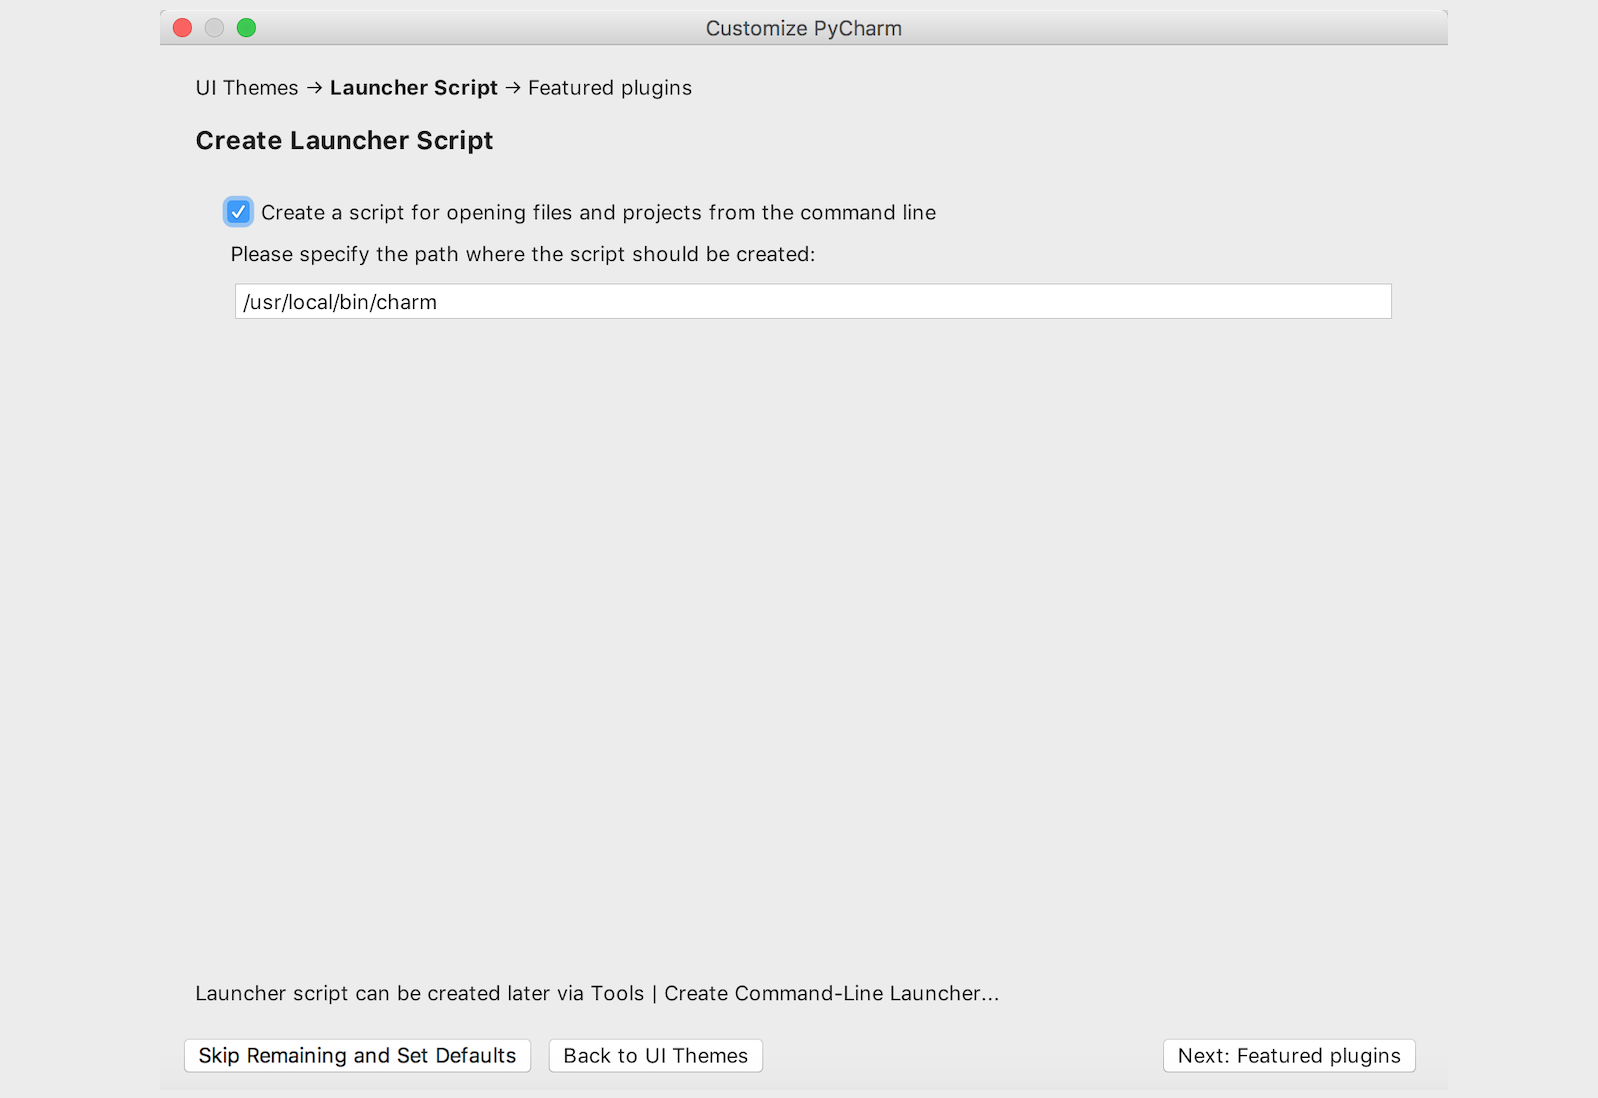 Customize PyCharm
UI Themes → Launcher Script → Featured plugins
Create Launcher Script
Create a script for opening files and projects from the command line
Please specify the path where the script should be created:
/usr/local/bin/charm
Launcher script can be created later via Tools | Create Command-Line Launcher...
Skip Remaining and Set Defaults
Back to UI Themes
Next: Featured plugins